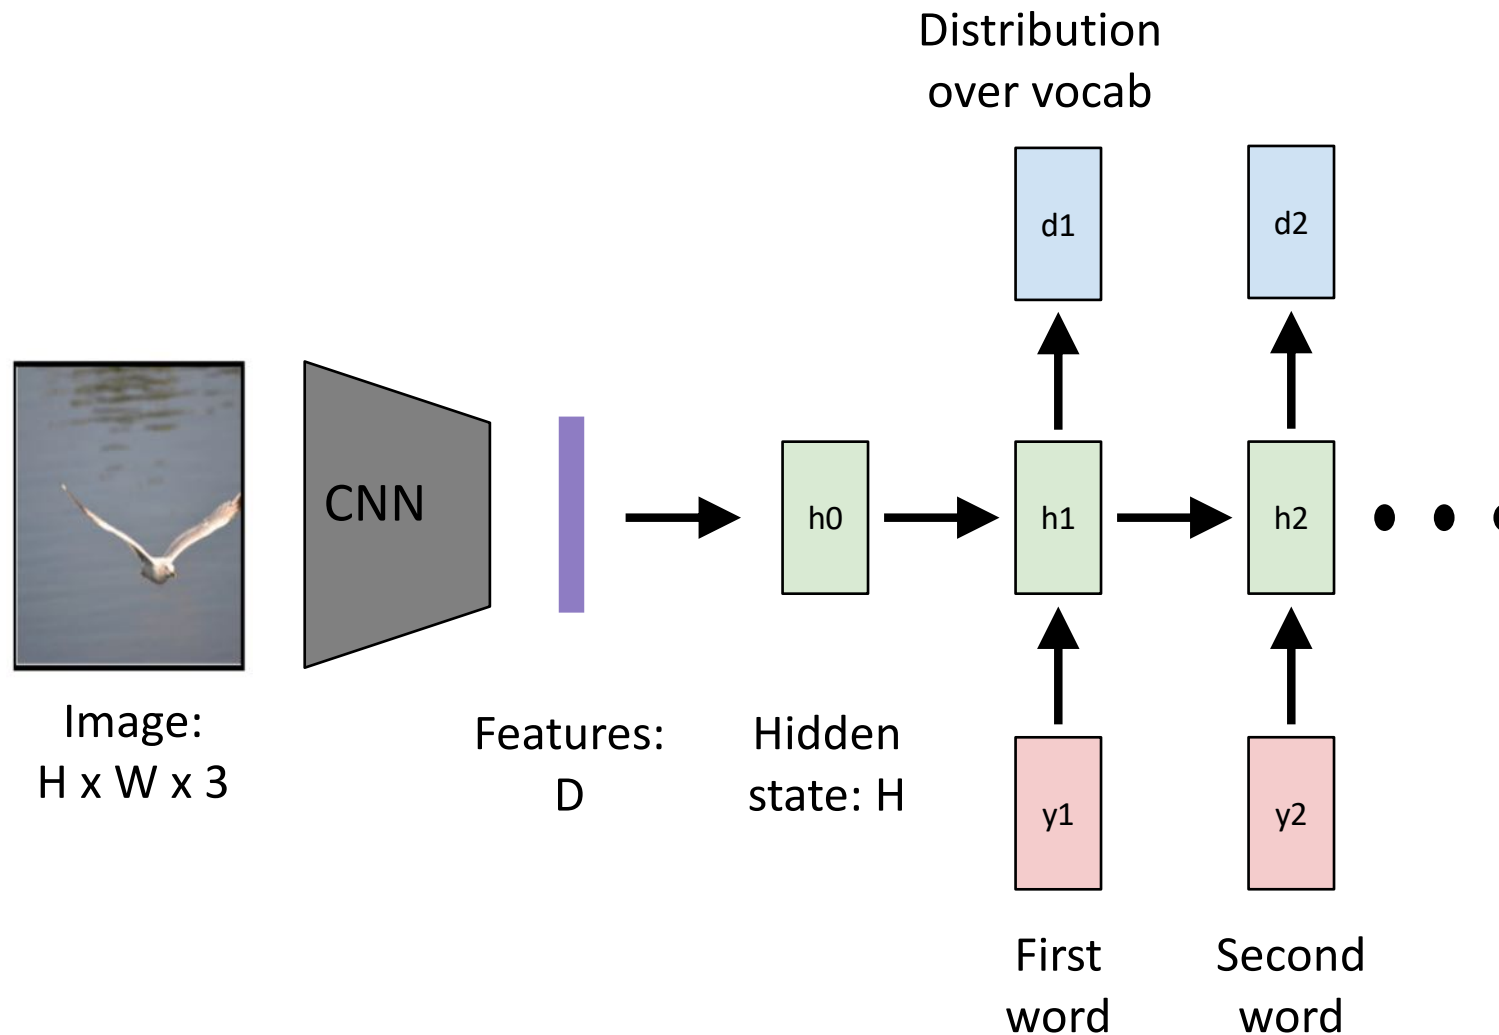 Distribution
over vocab
d1
d2
CNN
h0
h1
h2
Image:
H x W x 3
Features:
D
Hidden
state: H
y1
y2
First
word
Second
word